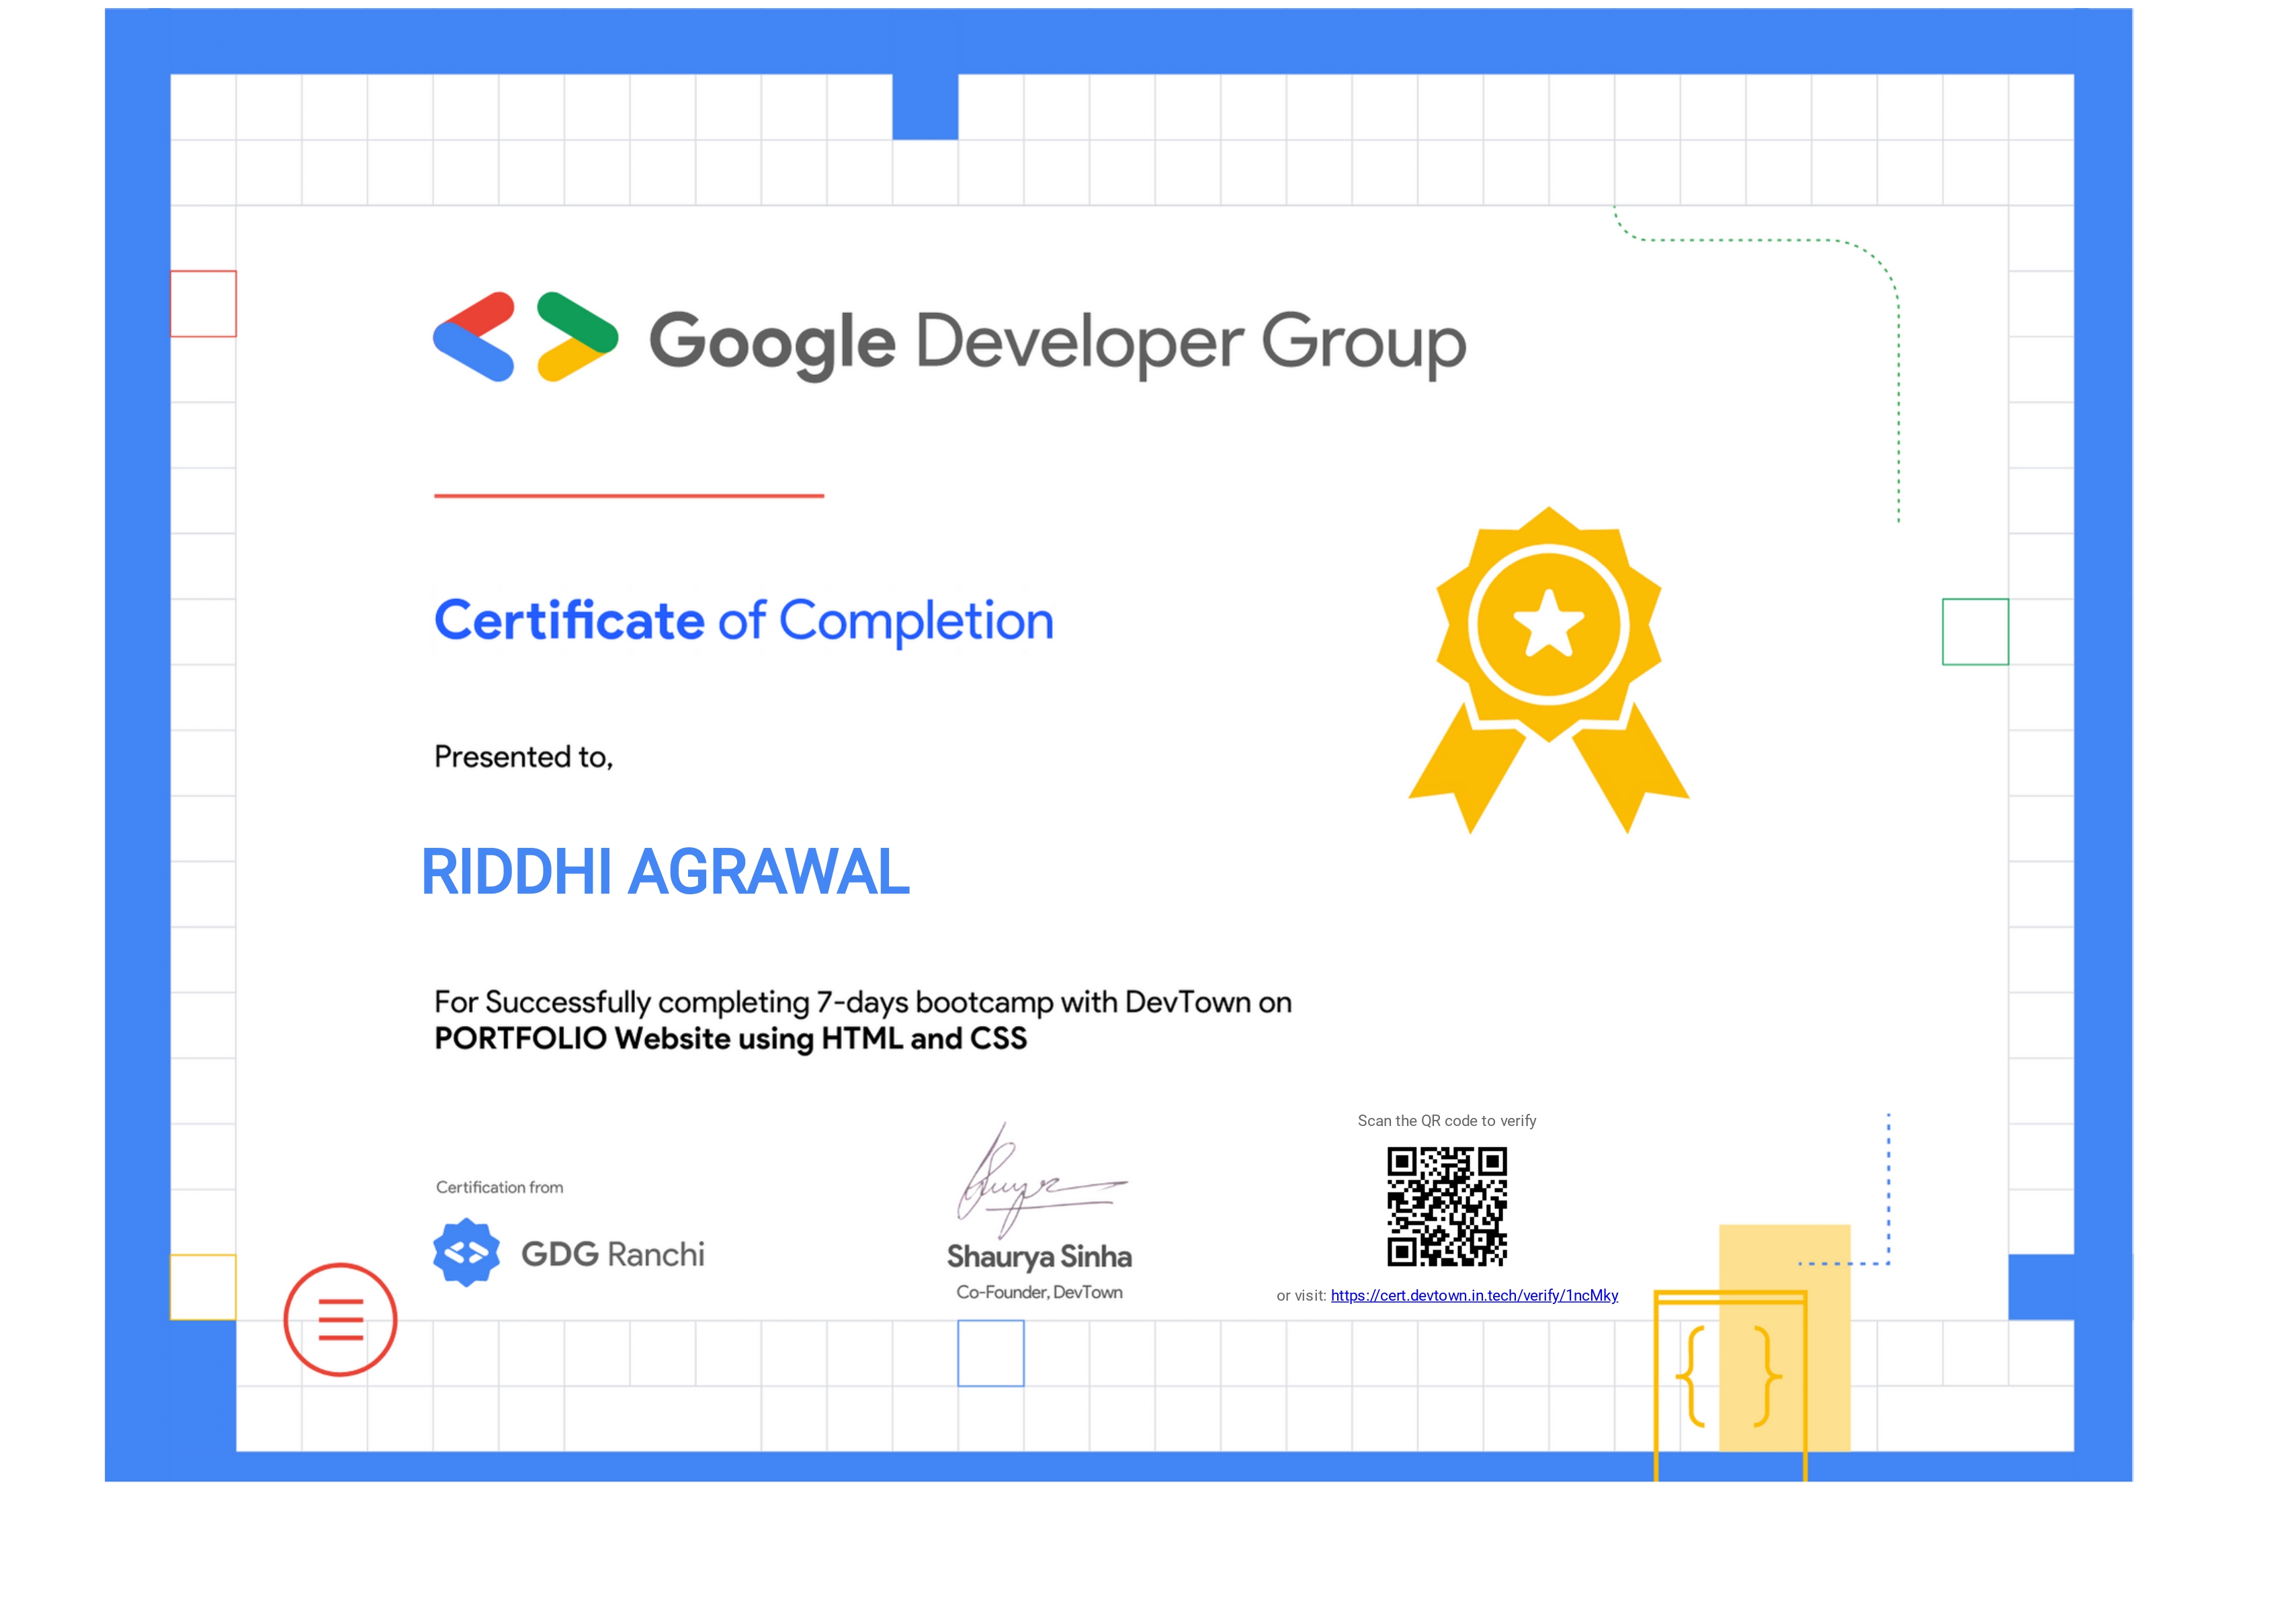 Google Developer Group
Certificate of Completion
Presented to,
RIDDHI AGRAWAL
For Successfully completing 7-days bootcamp with DevTown on
PORTFOLIO Website using HTML and CSS
Certification from
GDG Ranchi
Shaurya Sinha
Co-Founder, DevTown
Scan the QR code to verify
or visit: https://cert.devtown.in.tech/verify/1ncMky
{ }